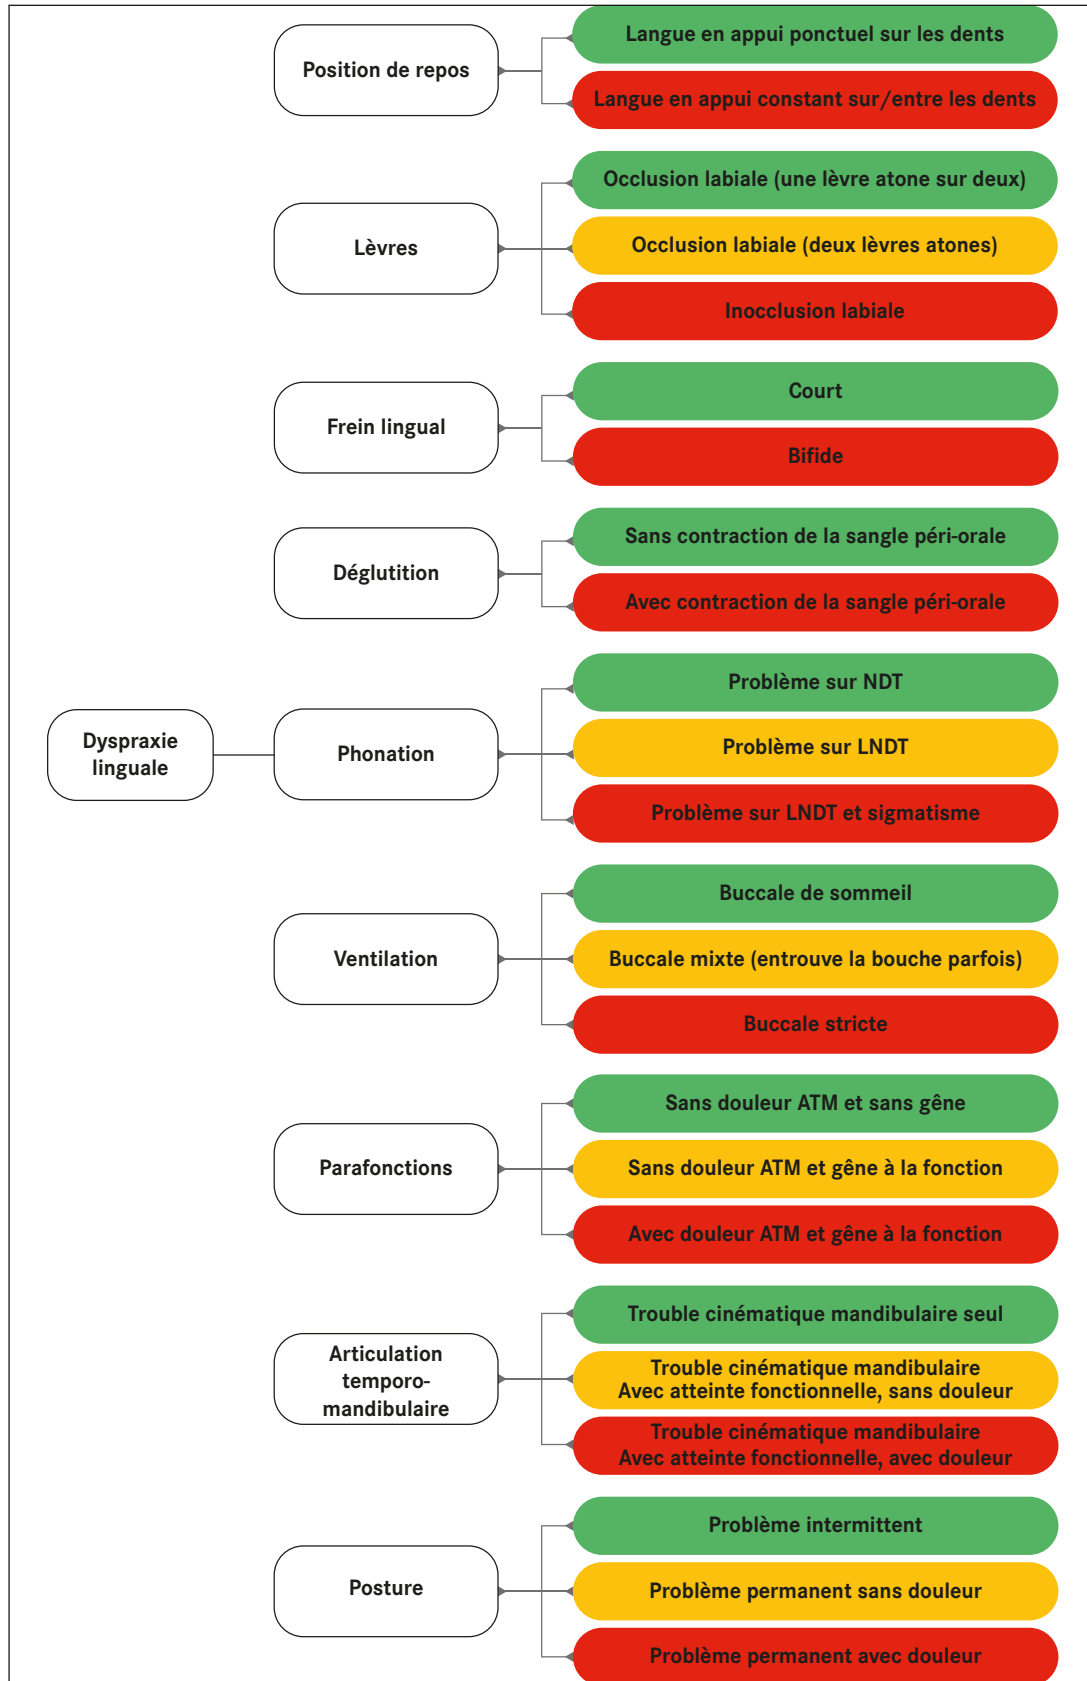 Position de repos
Langue en appui ponctuel sur les dents
Langue en appui constant sur/entre les dents
Lèvres
Occlusion labiale (une lèvre atone sur deux)
Occlusion labiale (deux lèvres atones)
Inocclusion labiale
Frein lingual
Court
Bifide
Déglutition
Sans contraction de la sangle péri-orale
Avec contraction de la sangle péri-orale
Dyspraxie
linguale
Phonation
Problème sur NDT
Problème sur LNDT
Problème sur LNDT et sigmatisme
Ventilation
Buccale de sommeil
Buccale mixte (entrouve la bouche parfois)
Buccale stricte
Parafonctions
Sans douleur ATM et sans gêne
Sans douleur ATM et gêne à la fonction
Avec douleur ATM et gêne à la fonction
Articulation
temporo-
mandibulaire
Trouble cinématique mandibulaire seul
Trouble cinématique mandibulaire
Avec atteinte fonctionnelle, sans douleur
Trouble cinématique mandibulaire
Avec atteinte fonctionnelle, avec douleur
Posture
Problème intermittent
Problème permanent sans douleur
Problème permanent avec douleur